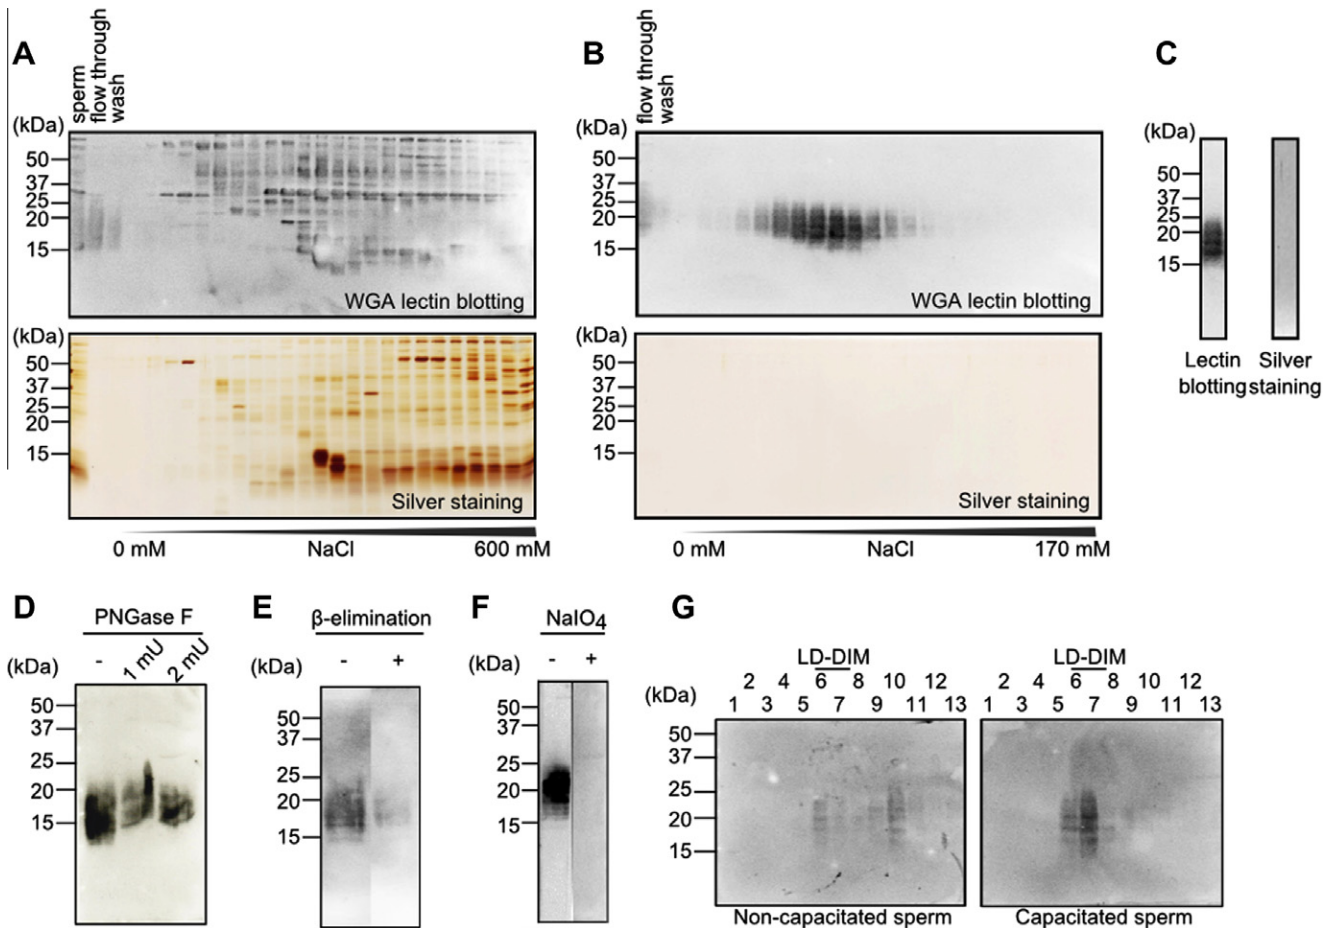 A
sperm
flow through
wash
(kDa)
50
37
25
20
15
WGA lectin blotting
(kDa)
50
37
25
20
15
Silver staining
0 mM NaCl 600 mM
B
flow through
wash
(kDa)
50
37
25
20
15
WGA lectin blotting
(kDa)
50
37
25
20
15
Silver staining
0 mM NaCl 170 mM
C
(kDa)
50
37
25
20
15
Lectin blotting
Silver staining
D
PNGase F
(kDa) - 1 mU 2 mU
50
37
25
20
15
E
β-elimination
(kDa) - +
50
37
25
20
15
F
NaIO4
(kDa) - +
50
37
25
20
15
G
LD-DIM
2 4 6 8 10 12
(kDa) 1 3 5 7 9 11 13
50
37
25
20
15
Non-capacitated sperm
LD-DIM
2 4 6 8 10 12
1 3 5 7 9 11 13
Capacitated sperm